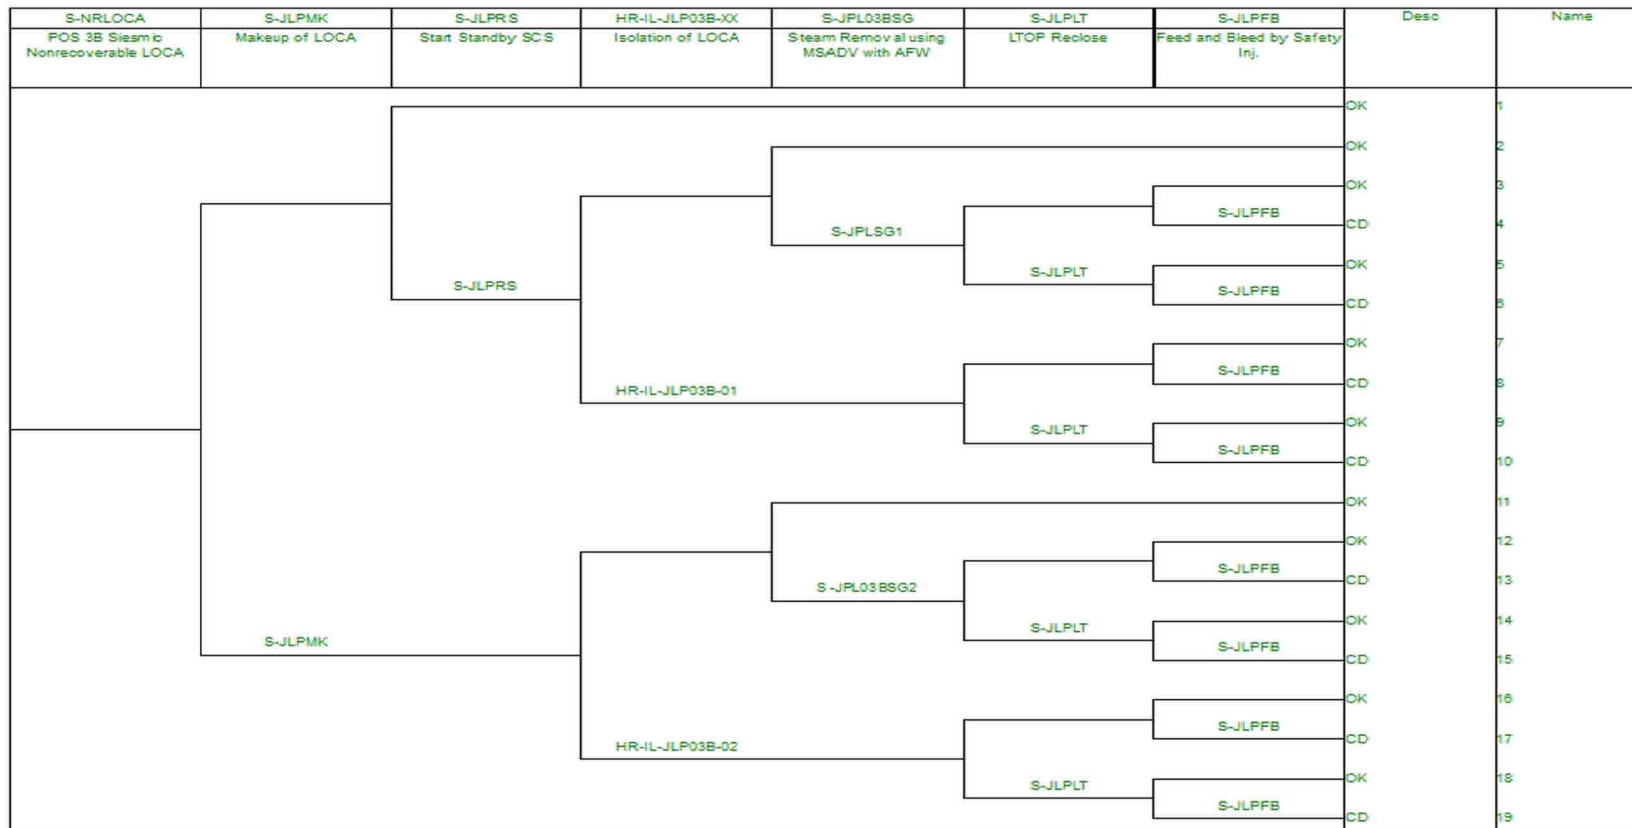 S-NRLOCA S-JLPMK S-JLPRS HR-IL-JLP03B-XX S-JPL03BSG S-JLPLT S-JLPFB Desc Name
POS 3B Siesmic Makeup of LOCA Start Standby SCS Isolation of LOCA Steam Removal using LTOP Reclose Feed and Bleed by Safety
Nonrecoverable LOCA MSADV with AFW Inj.
OK 1
OK 2
OK 3
S-JLPFB
CD 4
S-JPLSG1
OK 5
S-JLPLT
S-JLPRS S-JLPFB
CD 6
OK 7
S-JLPFB
CD 8
HR-IL-JLP03B-01
OK 9
S-JLPLT
S-JLPFB
CD 10
OK 11
OK 12
S-JLPFB
CD 13
S-JPL03BSG2
OK 14
S-JLPLT
S-JLPMK S-JLPFB
CD 15
OK 16
S-JLPFB
CD 17
HR-IL-JLP03B-02
OK 18
S-JLPLT
S-JLPFB
CD 19